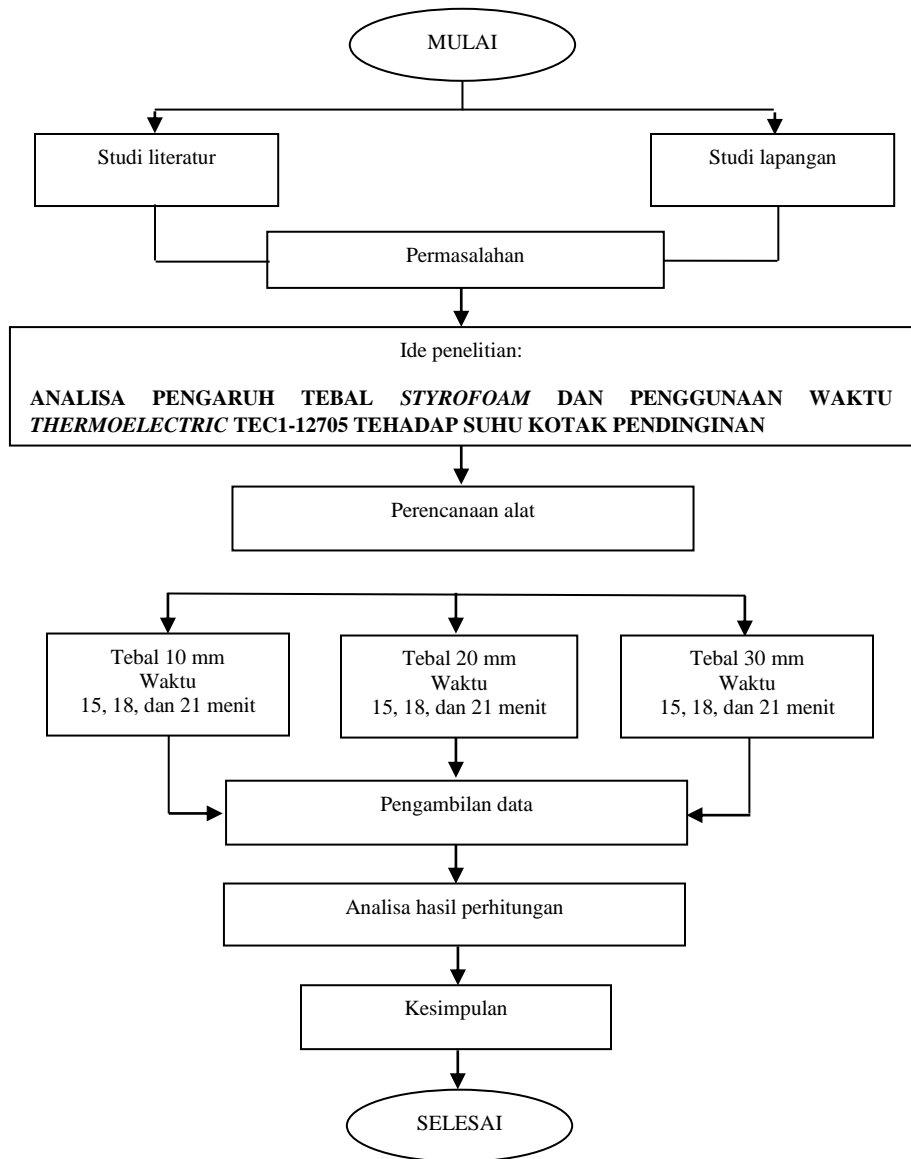 MULAI
Studi literatur
Studi lapangan
Permasalahan
Ide penelitian:
ANALISA PENGARUH TEBAL STYROFOAM DAN PENGGUNAAN WAKTU
THERMOELECTRIC TEC1-12705 TEHADAP SUHU KOTAK PENDINGINAN
Perencanaan alat
Tebal 10 mm
Waktu
15, 18, dan 21 menit
Tebal 20 mm
Waktu
15, 18, dan 21 menit
Tebal 30 mm
Waktu
15, 18, dan 21 menit
Pengambilan data
Analisa hasil perhitungan
Kesimpulan
SELESAI